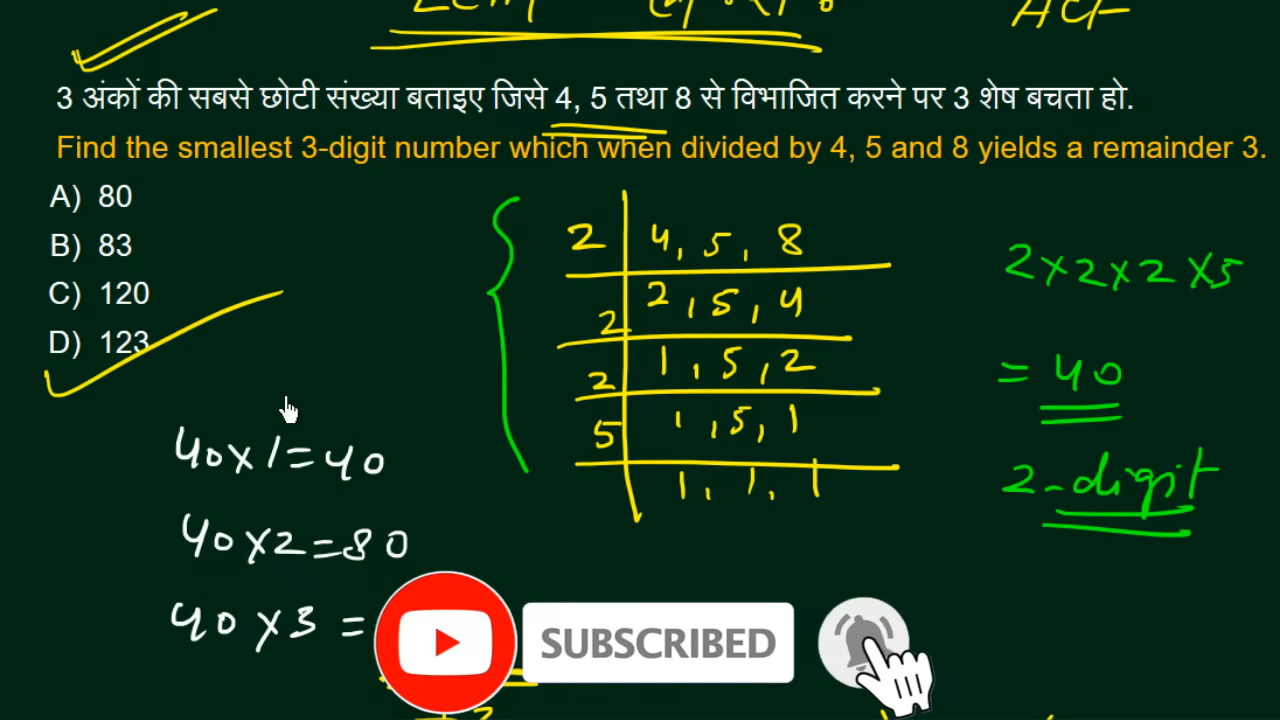 3 अंकों की सबसे छोटी संख्या बताइए जिसे 4, 5 तथा 8 से विभाजित करने पर 3 शेष बचता हो.
Find the smallest 3-digit number which when divided by 4, 5 and 8 yields a remainder 3.
A) 80
B) 83
C) 120
D) 123
2 | 4, 5, 8
2 | 2, 5, 4
2 | 1, 5, 2
5 | 1, 5, 1
1, 1, 1
2×2×2×5
= 40
2-digit
40×1=40
40×2=80
40×3=
SUBSCRIBED